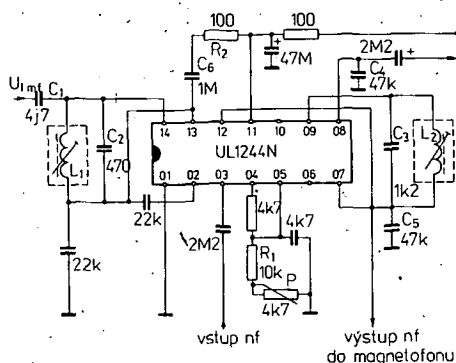 100
100
R2
47M
+
2M2
+
C6
1M
C4
47k
U1mf
C1
4j7
14
13
12
11
10
09
08
L1
C2
470
UL1244N
C3
L2
01
02
03
04
05
06
07
1k2
22k
4k7
4k7
C5
47k
22k
2M2
R1
10k
P
4k7
vstup nf
výstup nf
do magnetofonu